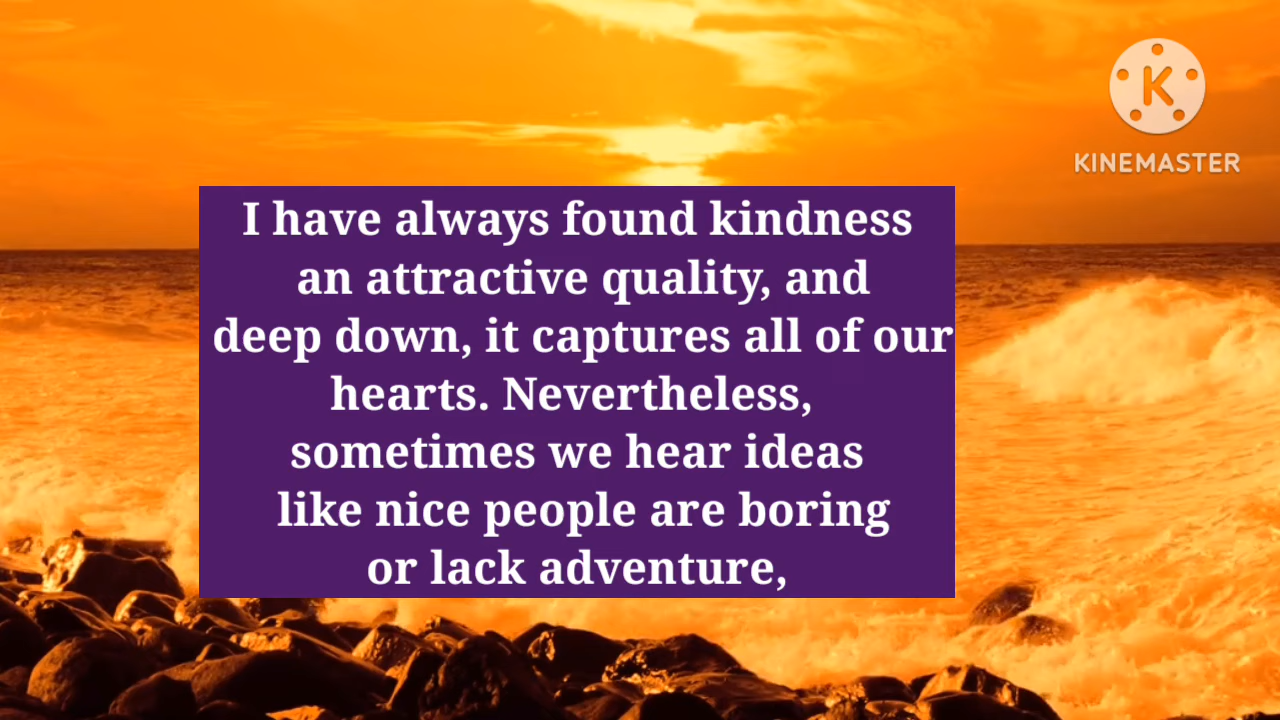 K
KINEMASTER
I have always found kindness
an attractive quality, and
deep down, it captures all of our
hearts. Nevertheless,
sometimes we hear ideas
like nice people are boring
or lack adventure,